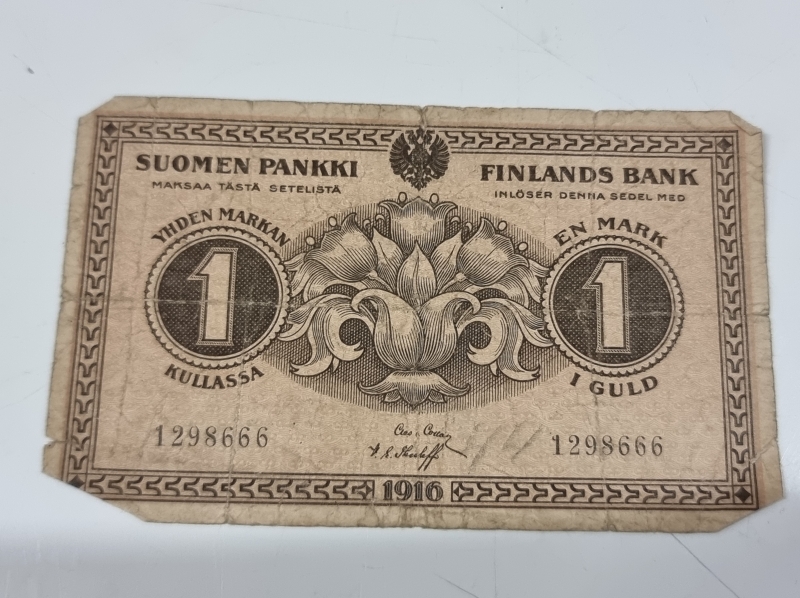 SUOMEN PANKKI
MAKSAA TÄSTÄ SETELISTÄ
YHDEN MARKAN
1
KULLASSA
1298666
FINLANDS BANK
INLÖSER DENNA SEDEL MED
EN MARK
1
I GULD
1298666
1916